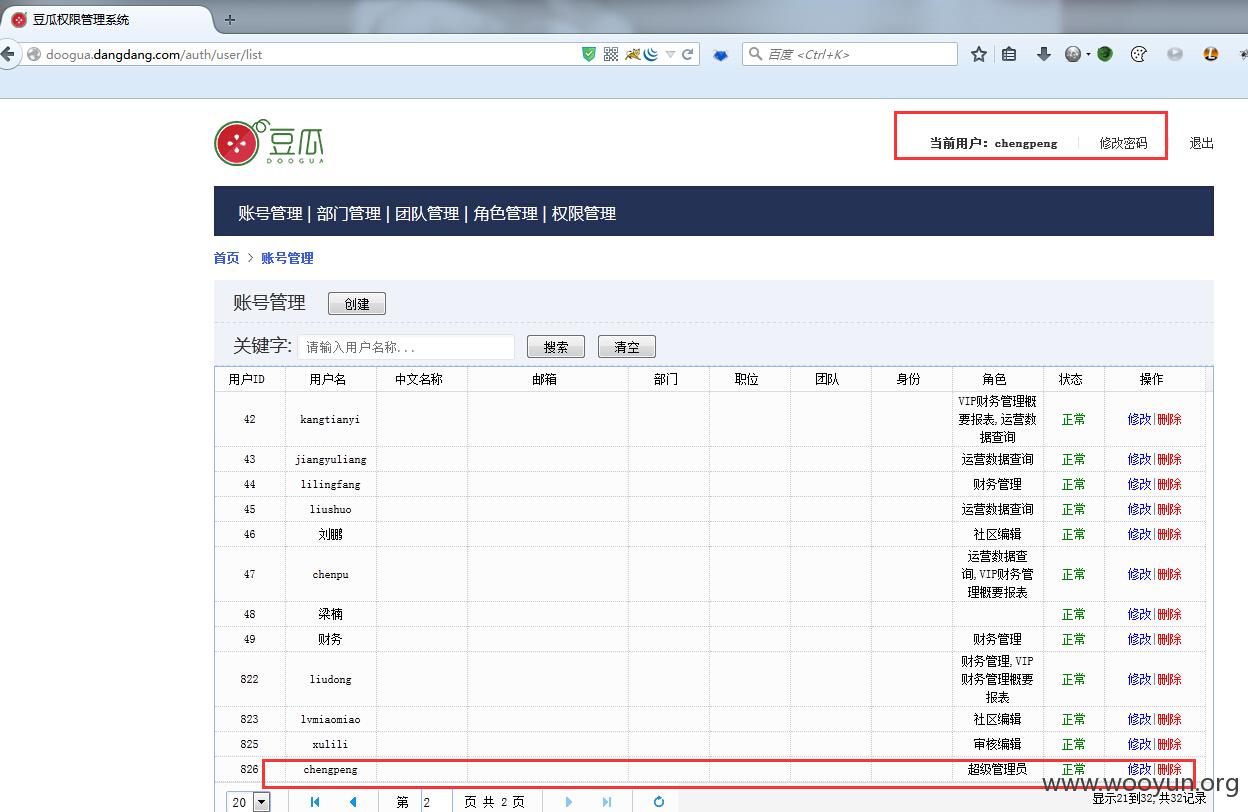 豆瓜权限管理系统
doogua.dangdang.com/auth/user/list
百度 <Ctrl+K>
豆瓜
DOOGUA
当前用户：chengpeng 修改密码 退出
账号管理 | 部门管理 | 团队管理 | 角色管理 | 权限管理
首页 > 账号管理
账号管理 创建
关键字: 请输入用户名称... 搜索 清空
用户ID 用户名 中文名称 邮箱 部门 职位 团队 身份 角色 状态 操作
42 kangtianyi VIP财务管理概要报表,运营数据查询 正常 修改|删除
43 jiangyuliang 运营数据查询 正常 修改|删除
44 lilingfang 财务管理 正常 修改|删除
45 liushuo 运营数据查询 正常 修改|删除
46 刘鹏 社区编辑 正常 修改|删除
47 chenpu 运营数据查询,VIP财务管理概要报表 正常 修改|删除
48 梁楠 正常 修改|删除
49 财务 财务管理 正常 修改|删除
822 liudong 财务管理,VIP财务管理概要报表 正常 修改|删除
823 lvmiaomiao 社区编辑 正常 修改|删除
825 xulili 审核编辑 正常 修改|删除
826 chengpeng 超级管理员 正常 修改|删除
www.wooyun.org
20 第 2 页 共 2 页 显示21到32,共32记录